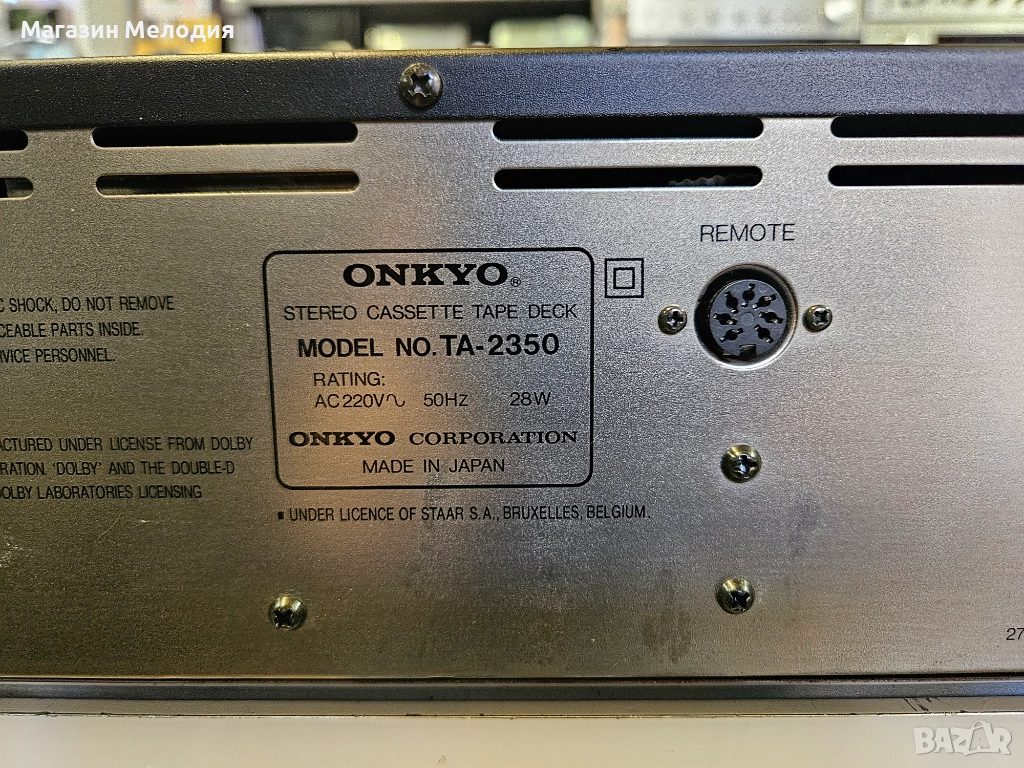 Магазин Мелодия
REMOTE
ONKYO®
STEREO CASSETTE TAPE DECK
MODEL NO. TA-2350
RATING:
AC 220V∿ 50Hz 28W
ONKYO CORPORATION
MADE IN JAPAN
▪ UNDER LICENCE OF STAAR S.A., BRUXELLES, BELGIUM.
C SHOCK, DO NOT REMOVE
CEABLE PARTS INSIDE.
RVICE PERSONNEL.
ACTURED UNDER LICENSE FROM DOLBY
RATION. 'DOLBY' AND THE DOUBLE-D
DOLBY LABORATORIES LICENSING
27
BAZAR